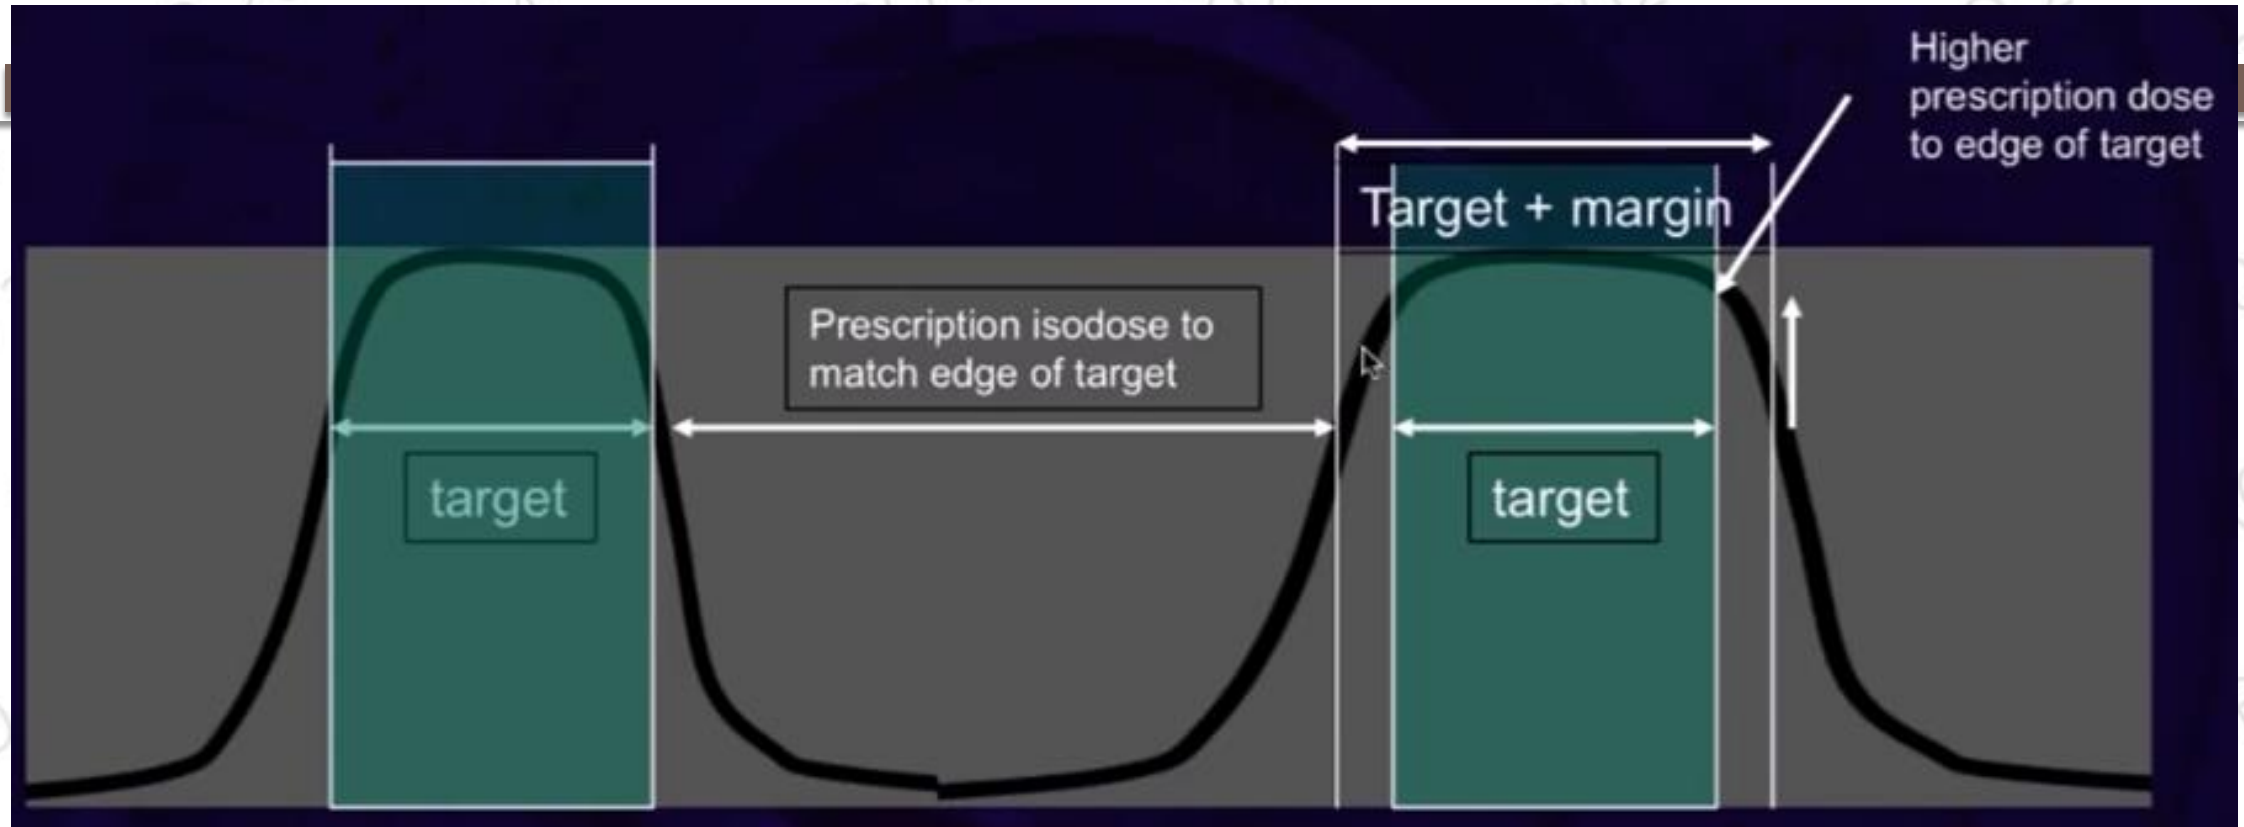 Higher
prescription dose
to edge of target
Target + margin
Prescription isodose to
match edge of target
target
target